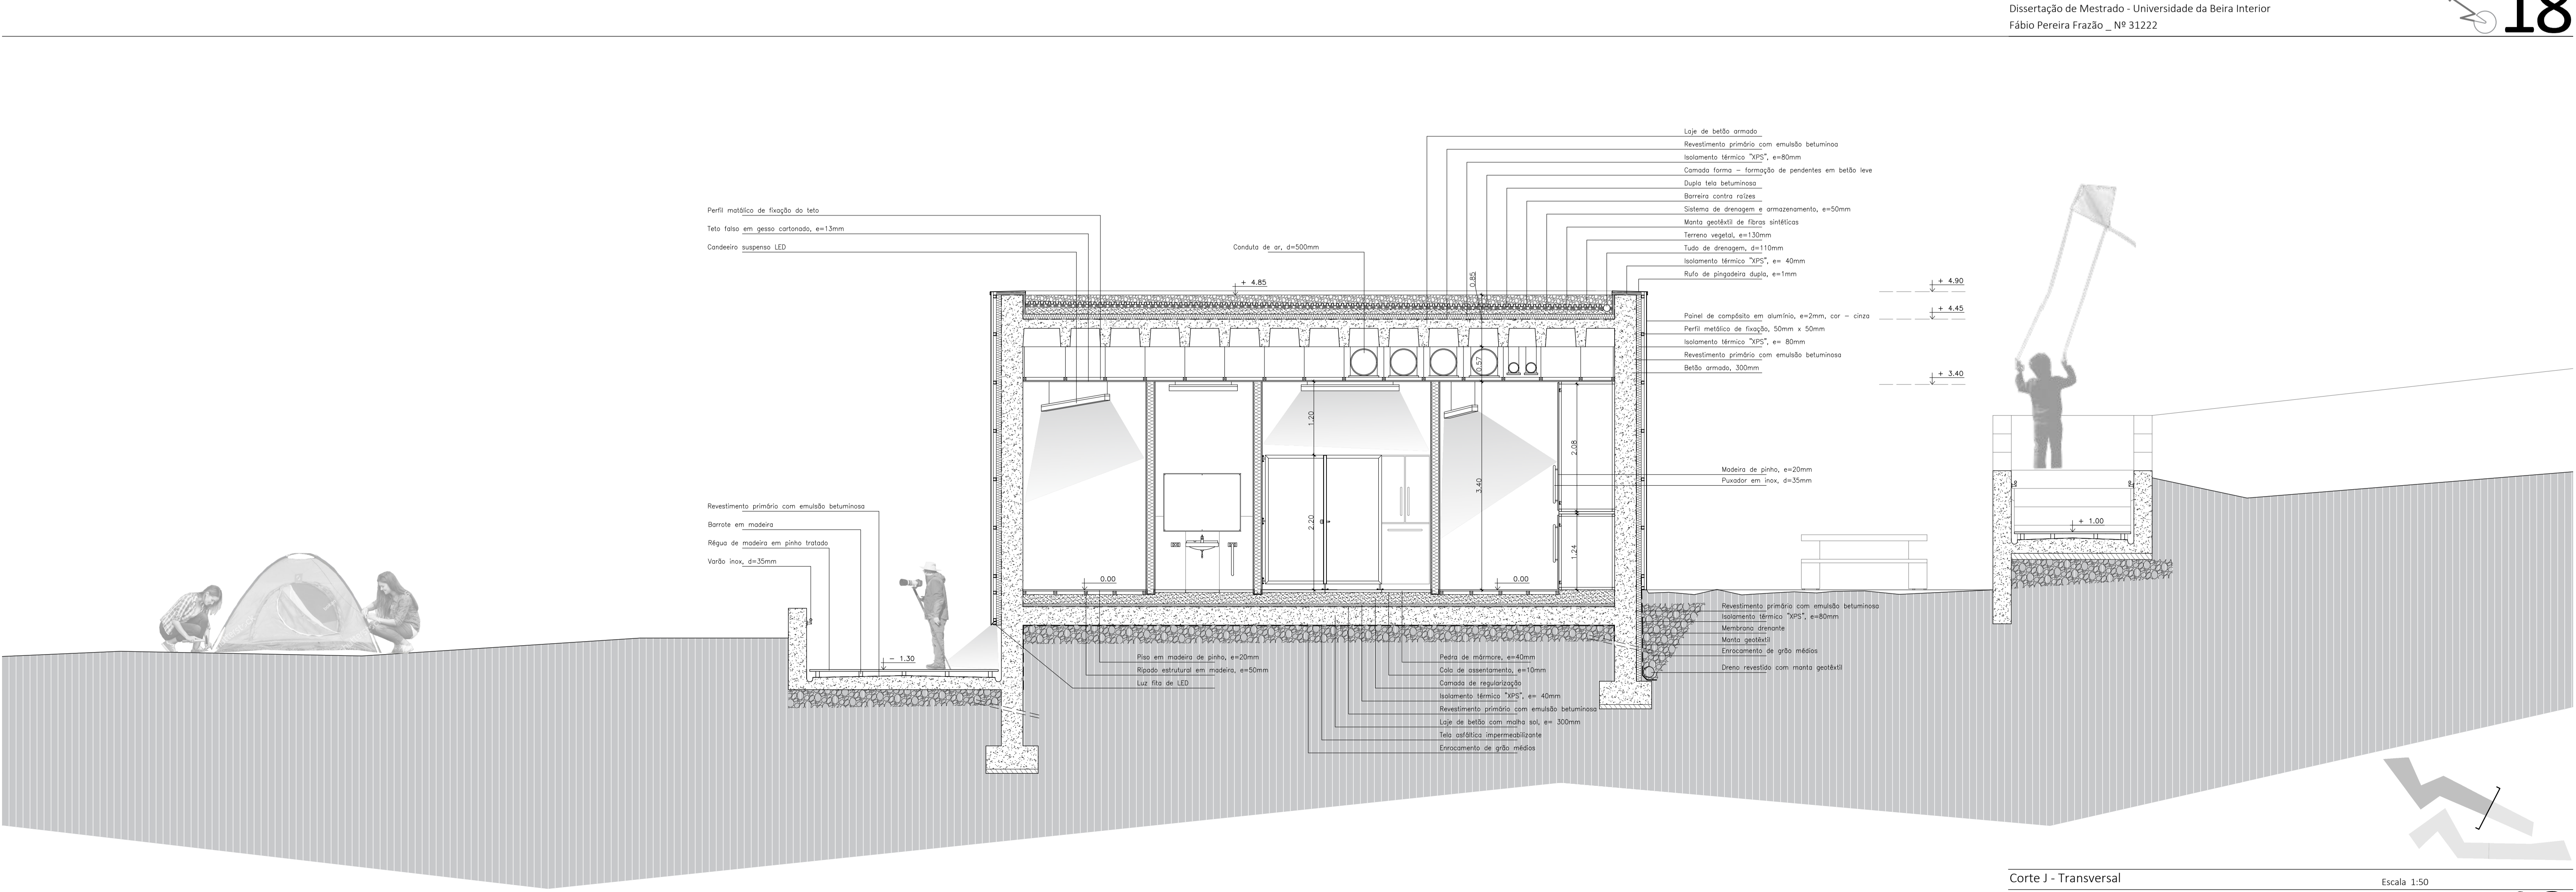 Dissertação de Mestrado - Universidade da Beira Interior
Fábio Pereira Frazão _ Nº 31222
18
Laje de betão armado
Revestimento primário com emulsão betuminoa
Isolamento térmico "XPS", e=80mm
Camada forma - formação de pendentes em betão leve
Dupla tela betuminosa
Barreira contra raízes
Sistema de drenagem e armazenamento, e=50mm
Manta geotêxtil de fibras sintéticas
Terreno vegetal, e=130mm
Tudo de drenagem, d=110mm
Isolamento térmico "XPS", e= 40mm
Rufo de pingadeira dupla, e=1mm
Perfil matálico de fixação do teto
Teto falso em gesso cartonado, e=13mm
Candeeiro suspenso LED
Conduta de ar, d=500mm
+ 4.85
0.85
+ 4.90
+ 4.45
+ 3.40
Painel de compósito em alumínio, e=2mm, cor - cinza
Perfil metálico de fixação, 50mm x 50mm
Isolamento térmico "XPS", e= 80mm
Revestimento primário com emulsão betuminosa
Betão armado, 300mm
0.57
1.20
2.08
3.40
2.20
1.24
Madeira de pinho, e=20mm
Puxador em inox, d=35mm
Revestimento primário com emulsão betuminosa
Barrote em madeira
Régua de madeira em pinho tratado
Varão inox, d=35mm
0.00
0.00
+ 1.00
- 1.30
Revestimento primário com emulsão betuminosa
Isolamento térmico "XPS", e=80mm
Membrana drenante
Manta geotêxtil
Enrocamento de grão médios
Dreno revestido com manta geotêxtil
Piso em madeira de pinho, e=20mm
Ripado estrutural em madeira, e=50mm
Luz fita de LED
Pedra de mármore, e=40mm
Cola de assentamento, e=10mm
Camada de regularização
Isolamento térmico "XPS", e= 40mm
Revestimento primário com emulsão betuminosa
Laje de betão com malha sol, e= 300mm
Tela asfáltica impermeabilizante
Enrocamento de grão médios
Corte J - Transversal
Escala 1:50